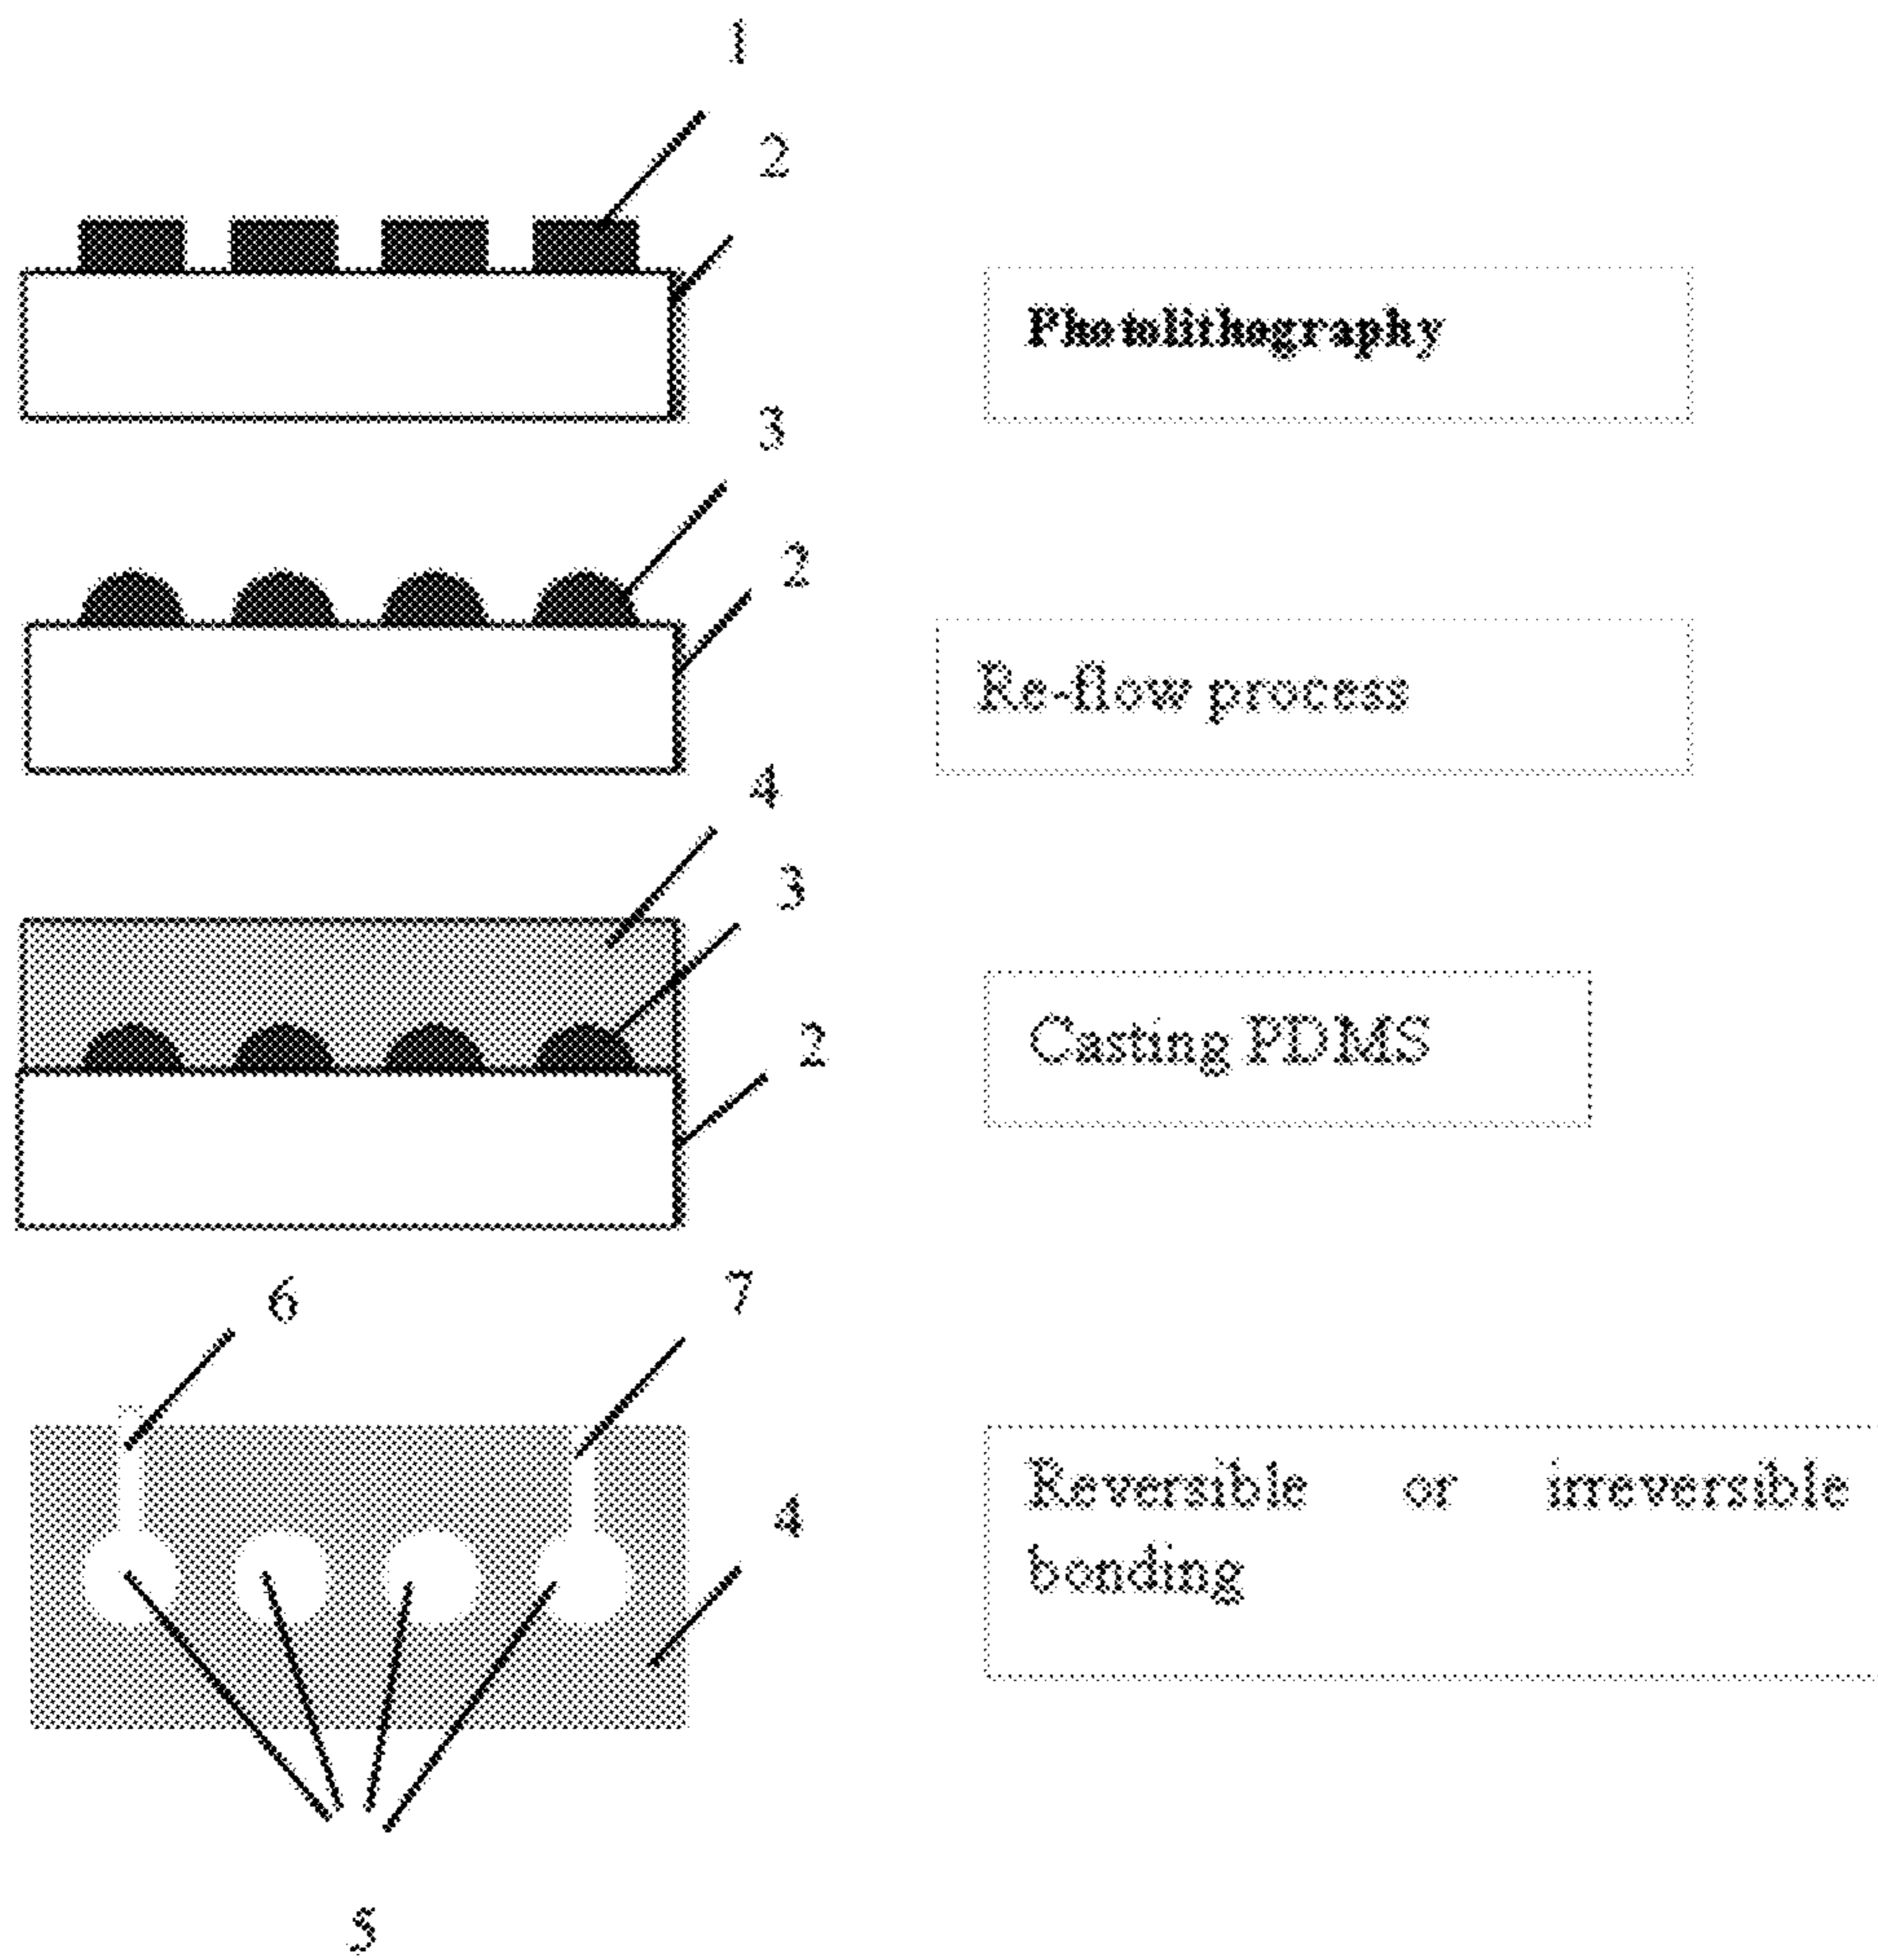 1
2
Photolithography
3
2
Re-flow process
4
3
2
Casting PDMS
6
7
4
Reversible or irreversible
bonding
5